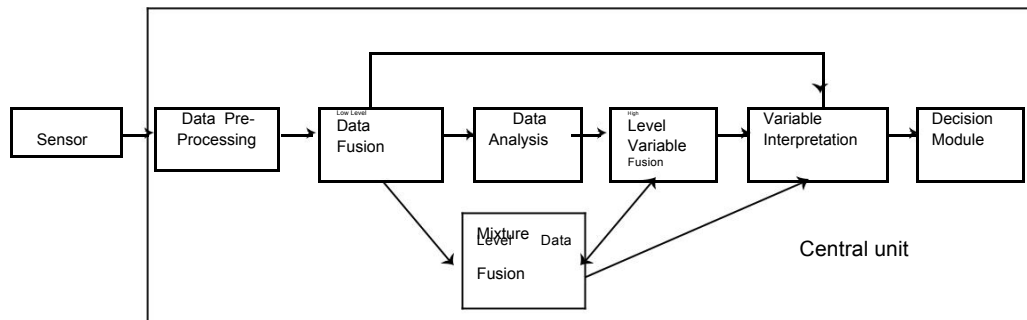 Sensor
Data Pre-
Processing
Low Level
Data
Fusion
Data
Analysis
High
Level
Variable
Fusion
Variable
Interpretation
Decision
Module
Mixture
Level Data
Fusion
Central unit